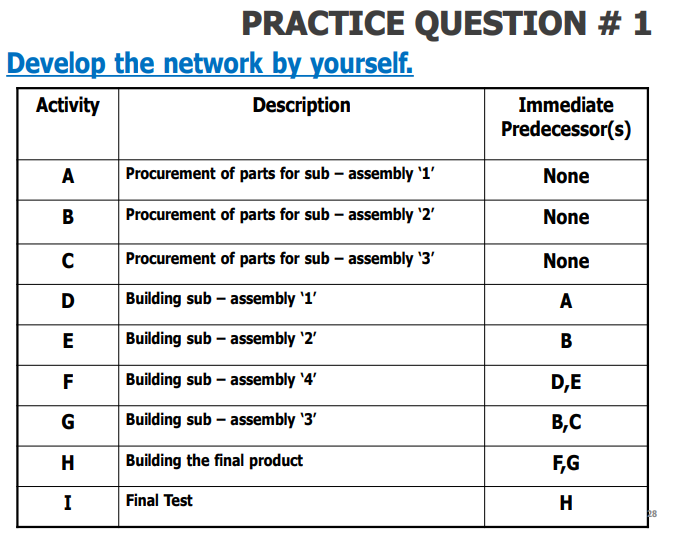 PRACTICE QUESTION # 1
Develop the network by yourself.
Activity Description Immediate
Predecessor(s)
A Procurement of parts for sub – assembly ‘1’ None
B Procurement of parts for sub – assembly ‘2’ None
C Procurement of parts for sub – assembly ‘3’ None
D Building sub – assembly ‘1’ A
E Building sub – assembly ‘2’ B
F Building sub – assembly ‘4’ D,E
G Building sub – assembly ‘3’ B,C
H Building the final product F,G
I Final Test H
28